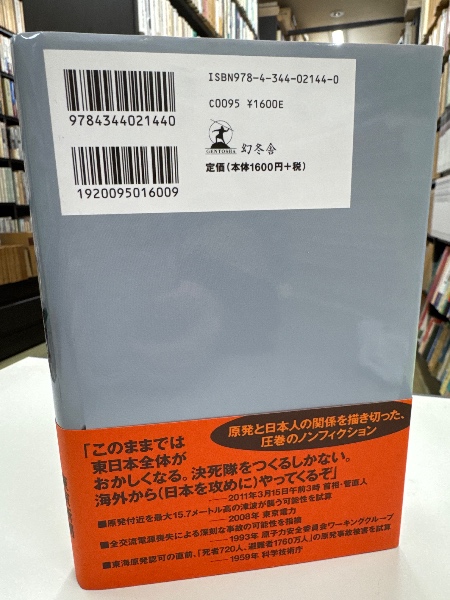 ISBN978-4-344-02144-0
C0095 ¥1600E
9784344021440
GENTOSHA
幻冬舎
定価(本体1600円+税)
1920095016009
原発と日本人の関係を描き切った、
圧巻のノンフィクション
「このままでは
東日本全体が
おかしくなる。決死隊をつくるしかない。
海外から(日本を攻めに)やってくるぞ」
——2011年3月15日午前3時 首相・菅直人
■原発付近を最大15.7メートル高の津波が襲う可能性を試算
——2008年 東京電力
■全交流電源喪失による深刻な事故の可能性を指摘
——1993年 原子力安全委員会ワーキンググループ
■東海原発認可の直前、「死者720人、避難者1760万人」の原発事故被害を試算
——1959年 科学技術庁